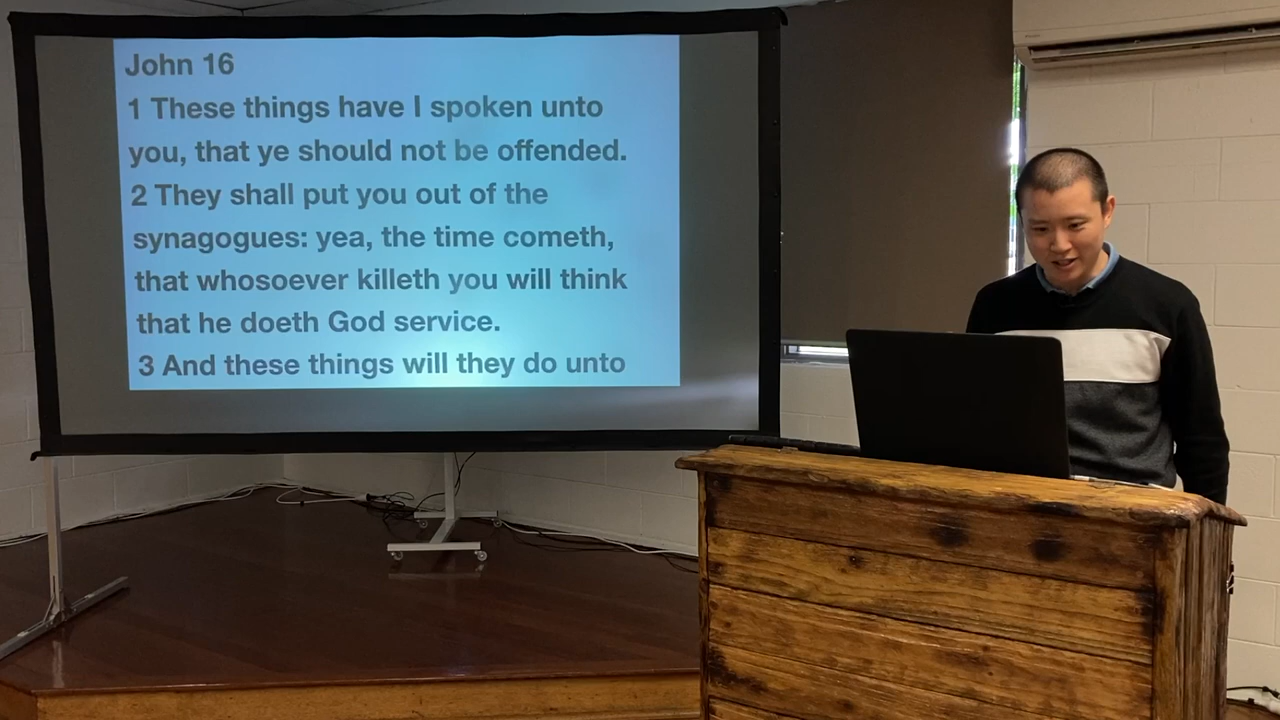 John 16
1 These things have I spoken unto
you, that ye should not be offended.
2 They shall put you out of the
synagogues: yea, the time cometh,
that whosoever killeth you will think
that he doeth God service.
3 And these things will they do unto